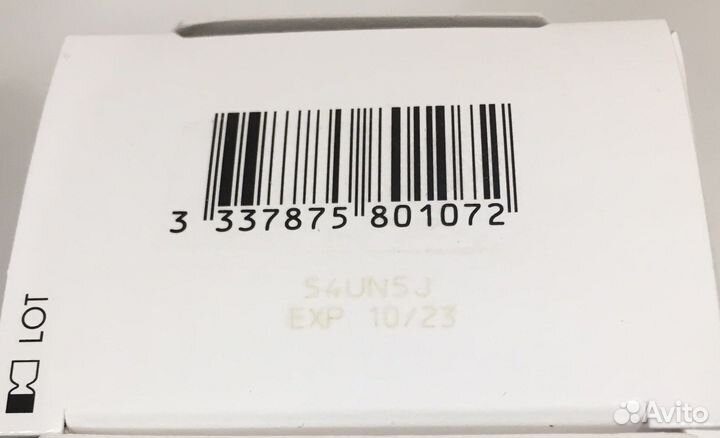 3 337875 801072
S4UN5J
EXP 10/23
LOT
Avito